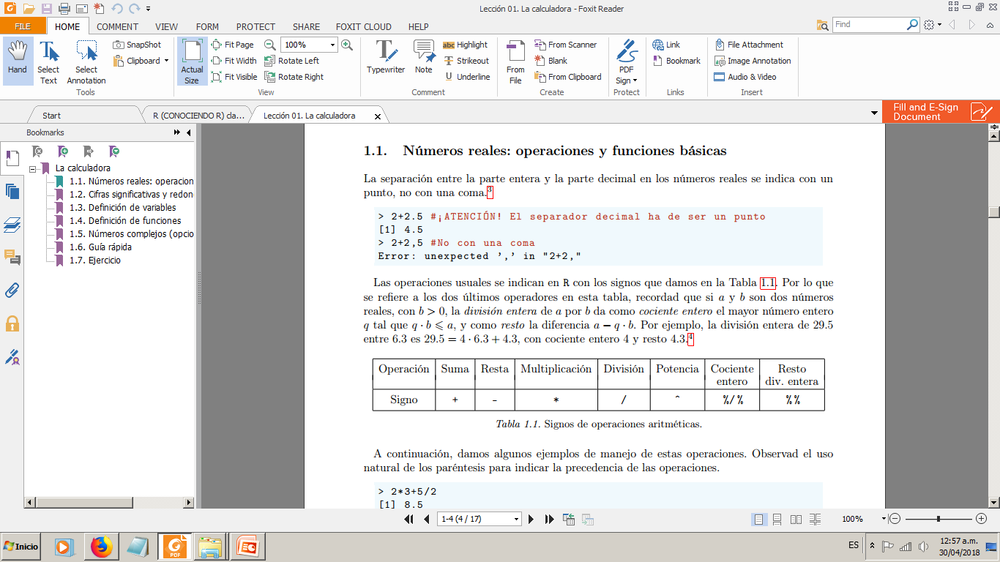 Lección 01. La calculadora - Foxit Reader
FILE HOME COMMENT VIEW FORM PROTECT SHARE FOXIT CLOUD HELP
Find
Hand
Select Text
Select Annotation
SnapShot
Clipboard
Tools
Actual Size
Fit Page
Fit Width
Fit Visible
100%
Rotate Left
Rotate Right
View
Typewriter
Note
abc Highlight
Strikeout
Underline
Comment
From File
From Scanner
Blank
From Clipboard
Create
PDF Sign
Protect
Link
Bookmark
Links
File Attachment
Image Annotation
Audio & Video
Insert
Start
R (CONOCIENDO R) cla...
Lección 01. La calculadora
Fill and E-Sign
Document
Bookmarks
La calculadora
1.1. Números reales: operacion
1.2. Cifras significativas y redon
1.3. Definición de variables
1.4. Definición de funciones
1.5. Números complejos (opcio
1.6. Guía rápida
1.7. Ejercicio
1.1. Números reales: operaciones y funciones básicas
La separación entre la parte entera y la parte decimal en los números reales se indica con un
punto, no con una coma.3
> 2+2.5 #¡ATENCIÓN! El separador decimal ha de ser un punto
[1] 4.5
> 2+2,5 #No con una coma
Error: unexpected ’,’ in "2+2,"
Las operaciones usuales se indican en R con los signos que damos en la Tabla 1.1. Por lo que
se refiere a los dos últimos operadores en esta tabla, recordad que si a y b son dos números
reales, con b > 0, la división entera de a por b da como cociente entero el mayor número entero
q tal que q · b ⩽ a, y como resto la diferencia a − q · b. Por ejemplo, la división entera de 29.5
entre 6.3 es 29.5 = 4 · 6.3 + 4.3, con cociente entero 4 y resto 4.3.4
Operación Suma Resta Multiplicación División Potencia Cociente entero Resto div. entera
Signo + - * / ^ %/% %%
Tabla 1.1. Signos de operaciones aritméticas.
A continuación, damos algunos ejemplos de manejo de estas operaciones. Observad el uso
natural de los paréntesis para indicar la precedencia de las operaciones.
> 2*3+5/2
[1] 8.5
1-4 (4 / 17)
100%
Inicio
PDF
ES
12:57 a.m.
30/04/2018